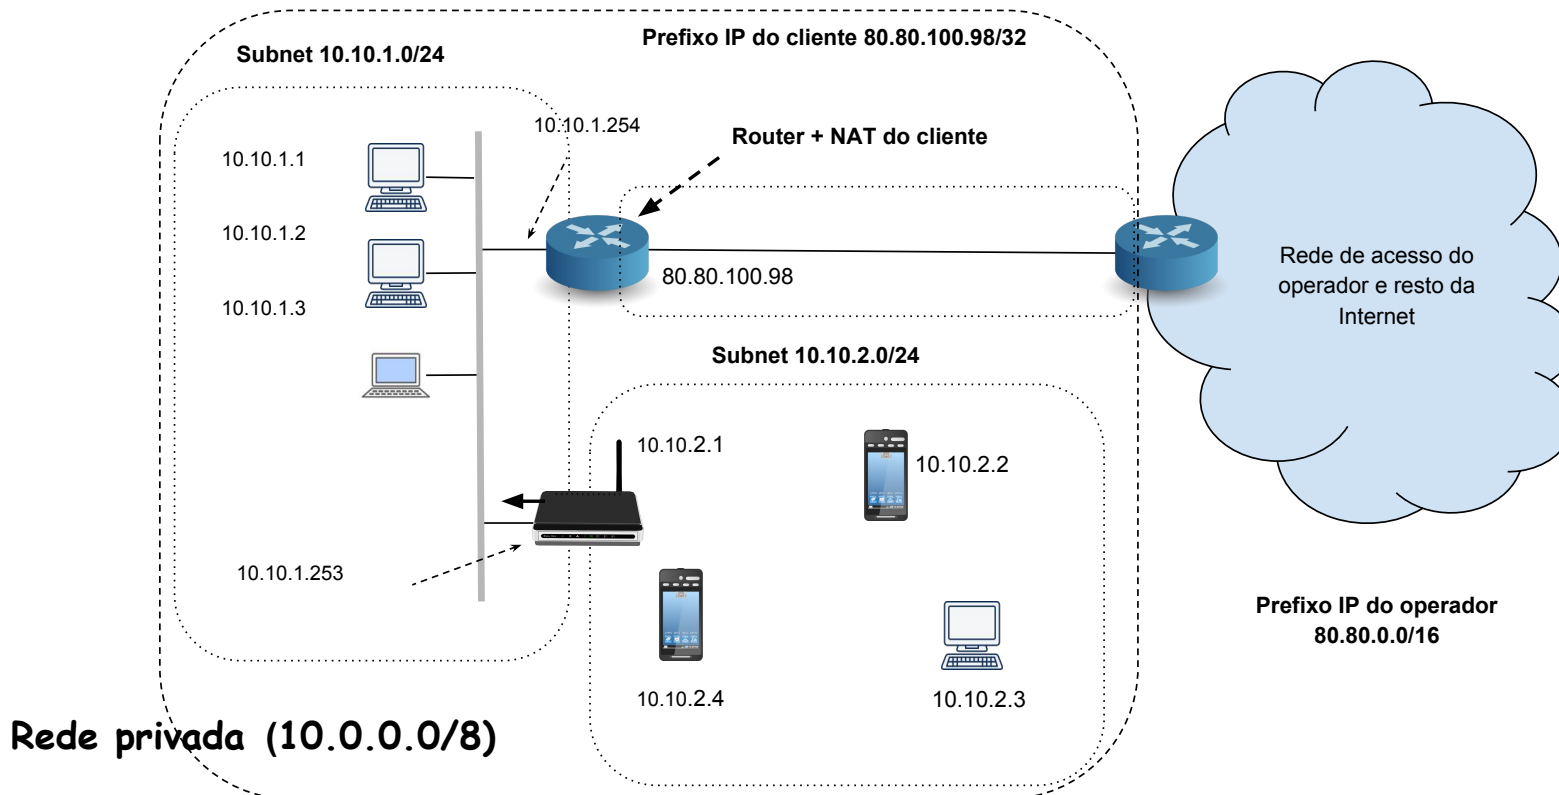 Prefixo IP do cliente 80.80.100.98/32
Subnet 10.10.1.0/24
10.10.1.254
Router + NAT do cliente
10.10.1.1
10.10.1.2
10.10.1.3
80.80.100.98
Rede de acesso do
operador e resto da
Internet
Subnet 10.10.2.0/24
10.10.2.1
10.10.2.2
10.10.1.253
10.10.2.4
10.10.2.3
Prefixo IP do operador
80.80.0.0/16
Rede privada (10.0.0.0/8)